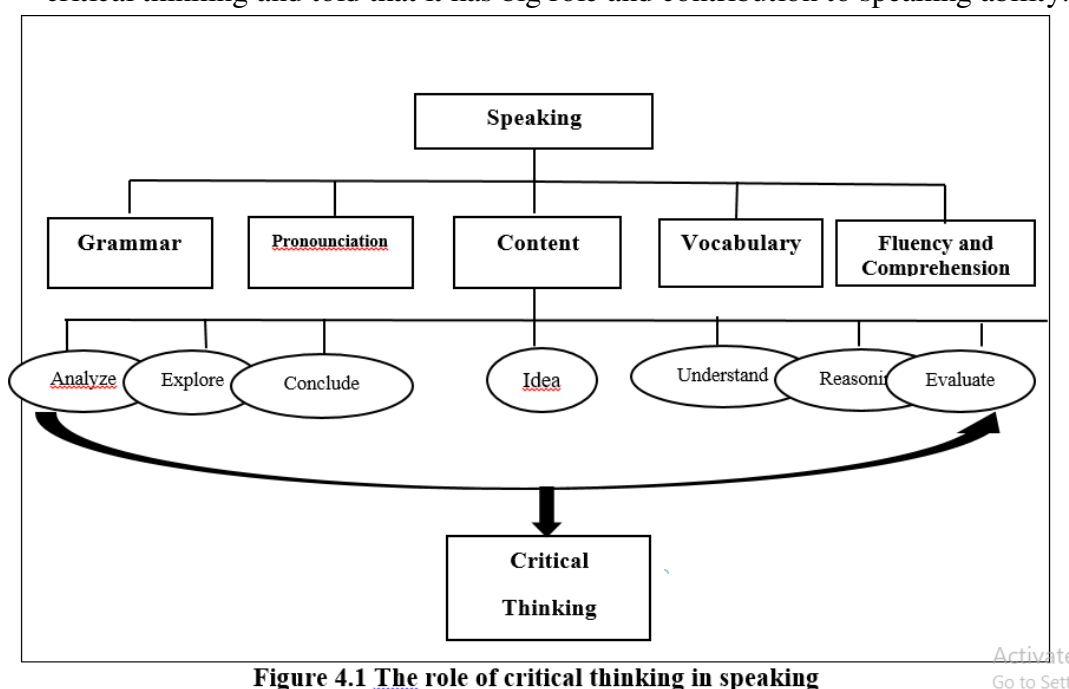 critical thinking and told that it has big role and contribution to speaking ability.
Speaking
Grammar
Pronounciation
Content
Vocabulary
Fluency and
Comprehension
Analyze
Explore
Conclude
Idea
Understand
Reasonin
Evaluate
Critical
Thinking
Figure 4.1 The role of critical thinking in speaking
Activate
Go to Sett